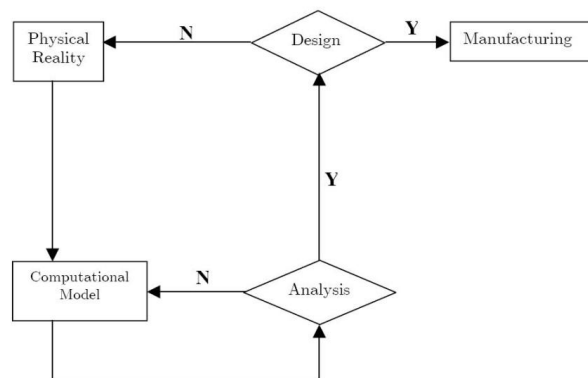 Physical
Reality
N
Design
Y
Manufacturing
Y
Computational
Model
N
Analysis